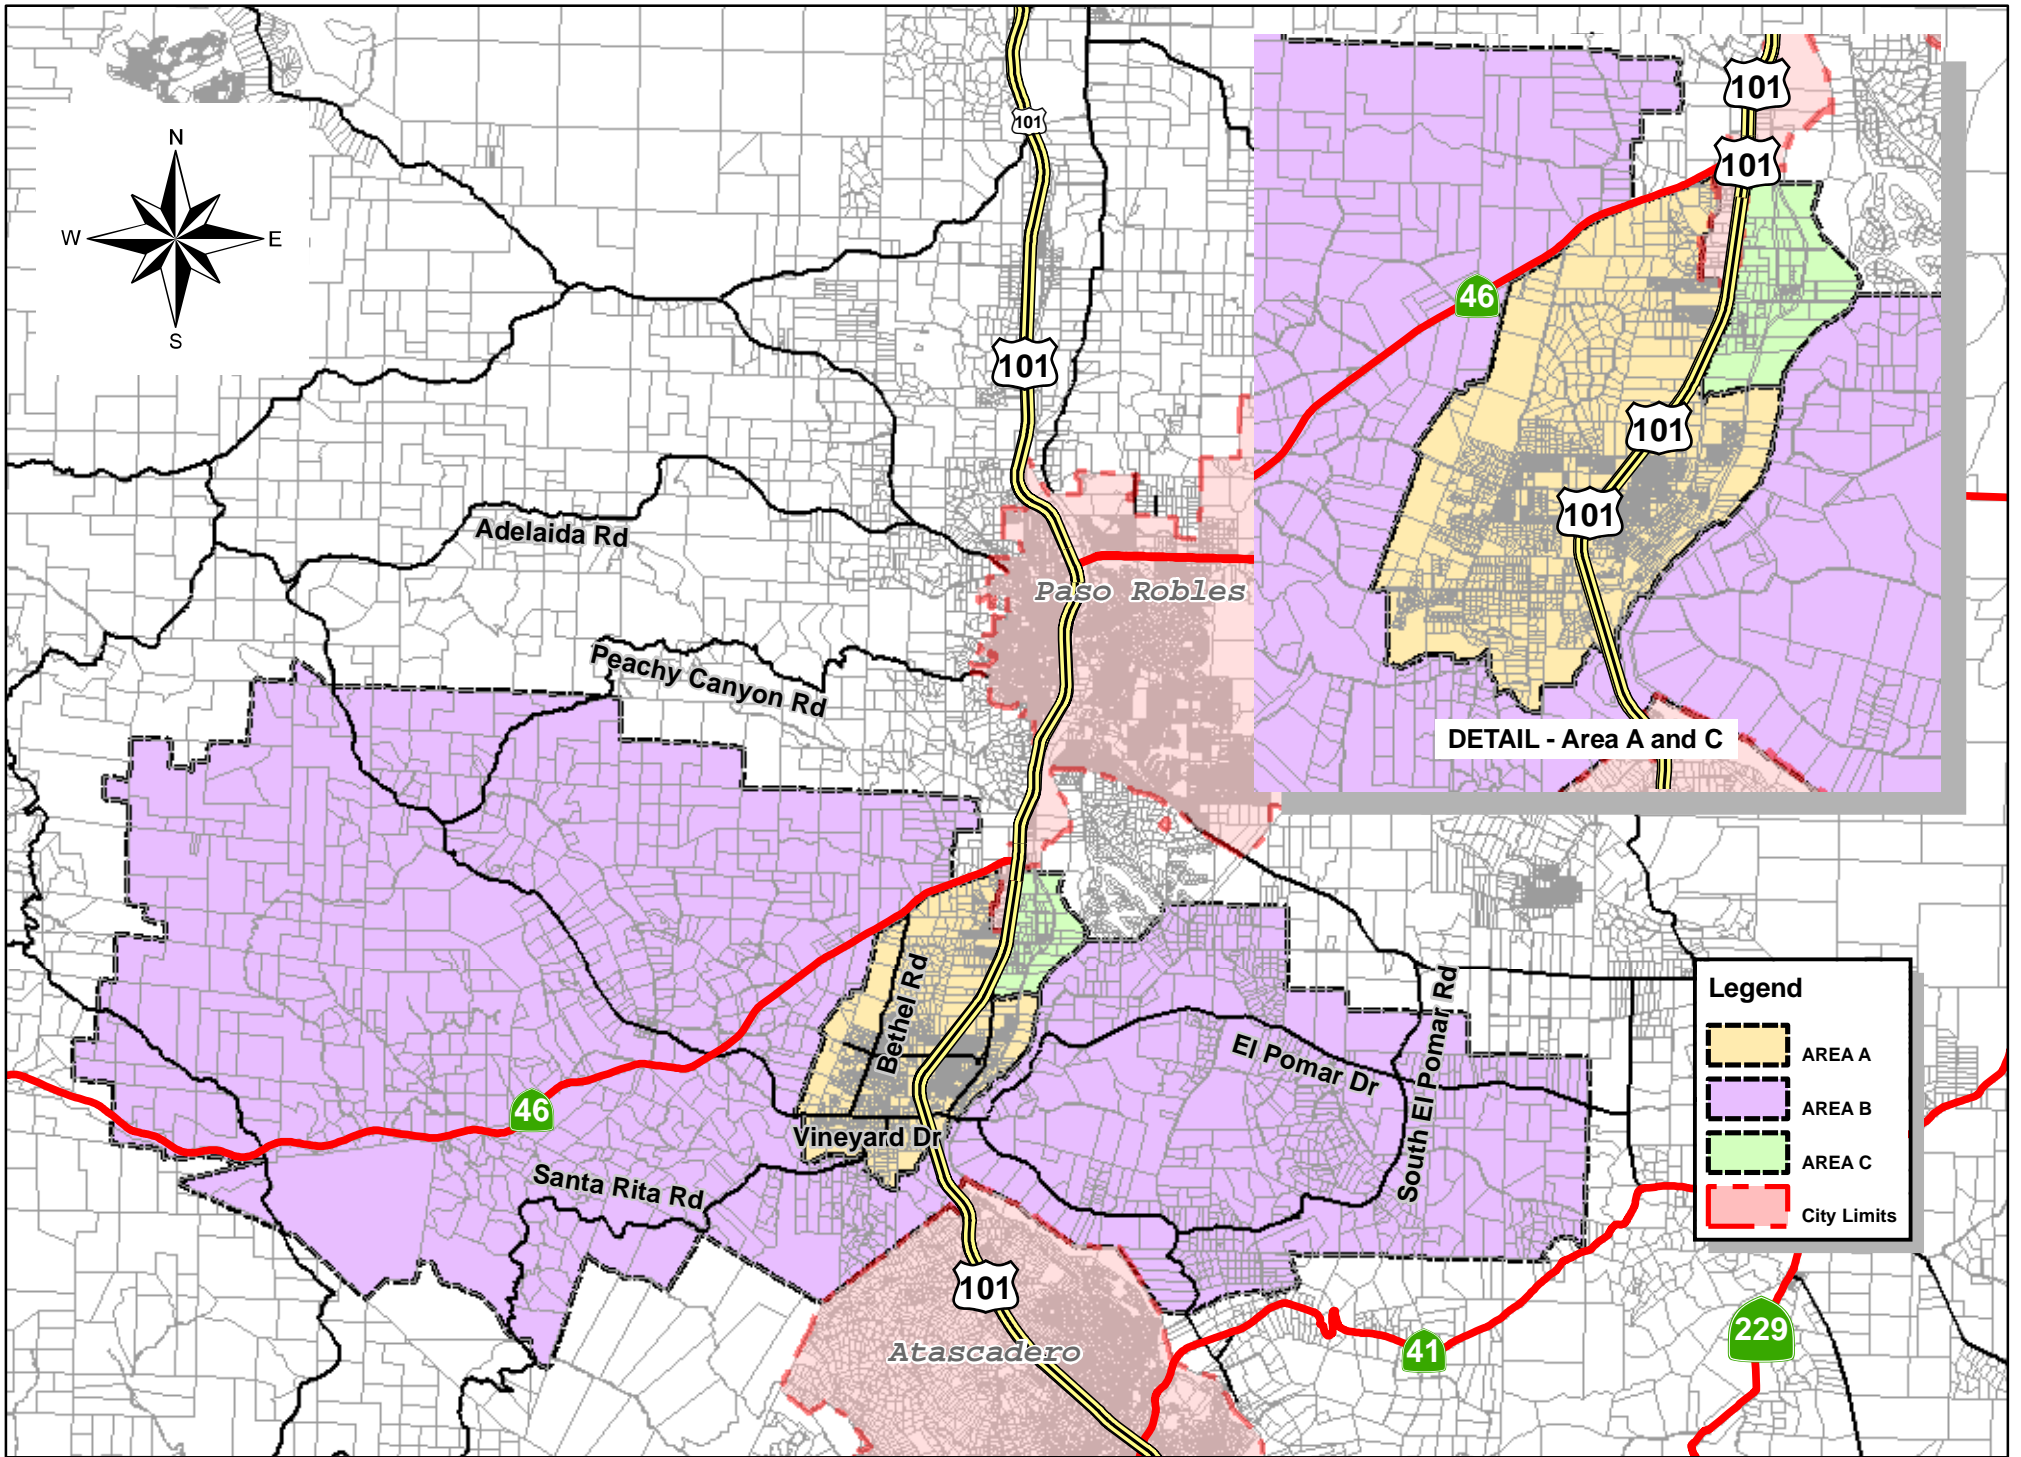 N
W
E
S
101
101
101
101
46
101
101
DETAIL - Area A and C
Adelaida Rd
Paso Robles
Peachy Canyon Rd
Bethel Rd
El Pomar Dr
South El Pomar Rd
46
Vineyard Dr
Santa Rita Rd
101
Atascadero
41
229
Legend
AREA A
AREA B
AREA C
City Limits